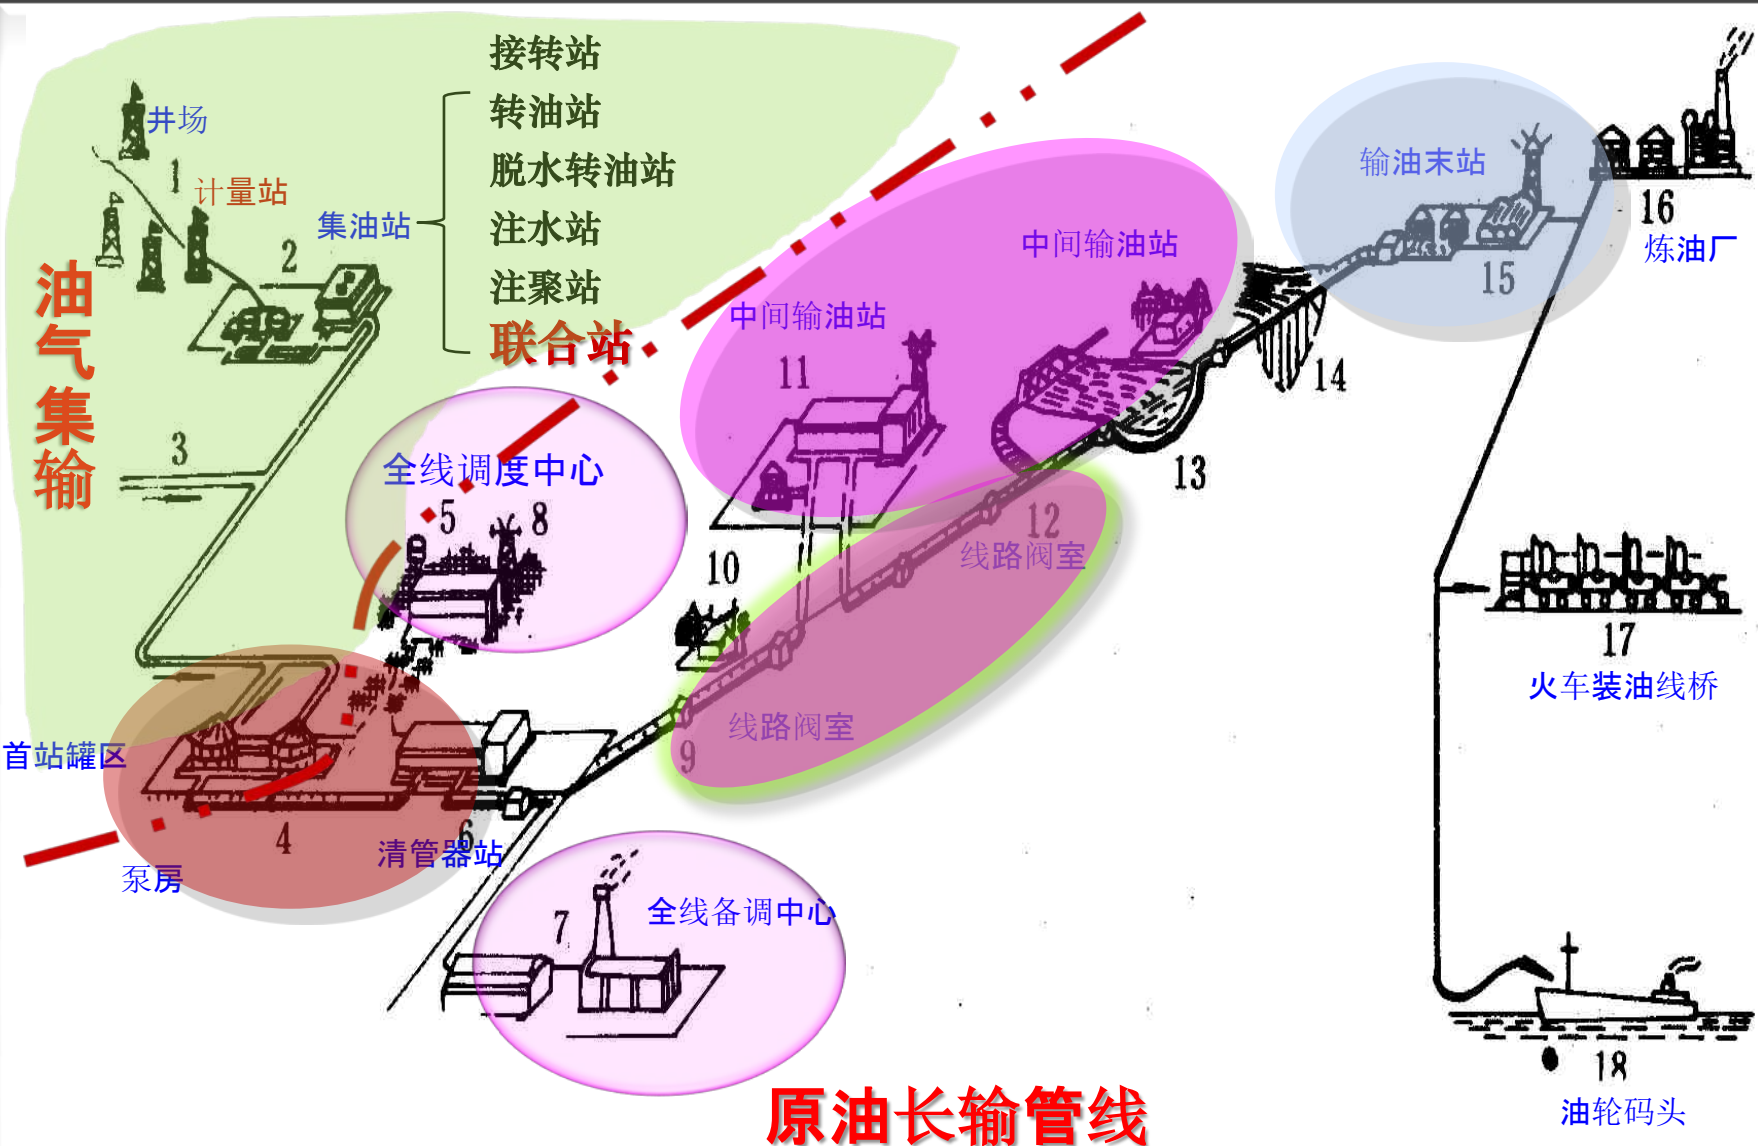 接转站
转油站
脱水转油站
注水站
注聚站
联合站
集油站
井场
1
计量站
2
油气集输
3
全线调度中心
5
8
首站罐区
4
泵房
6
清管器站
7
全线备调中心
9
10
线路阀室
中间输油站
11
中间输油站
12
线路阀室
13
14
输油末站
15
16
炼油厂
17
火车装油线桥
18
油轮码头
原油长输管线